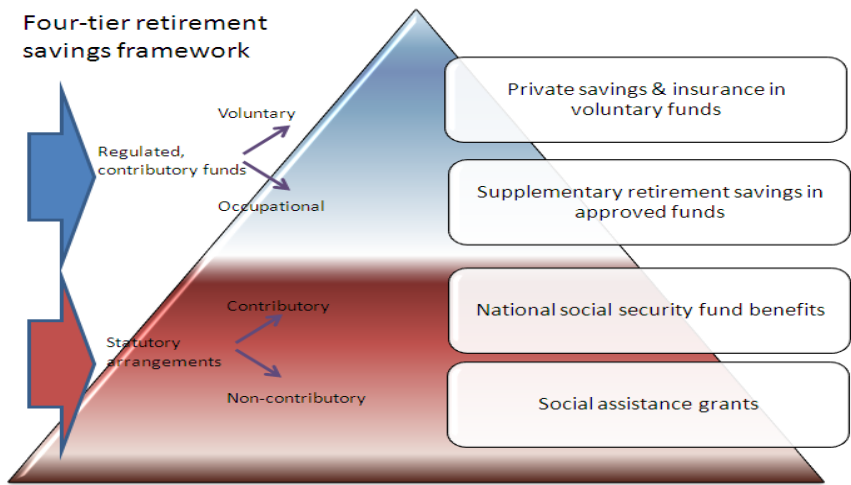 Four-tier retirement
savings framework
Voluntary
Regulated,
contributory funds
Occupational
Private savings & insurance in
voluntary funds
Supplementary retirement savings in
approved funds
Contributory
Statutory
arrangements
Non-contributory
National social security fund benefits
Social assistance grants